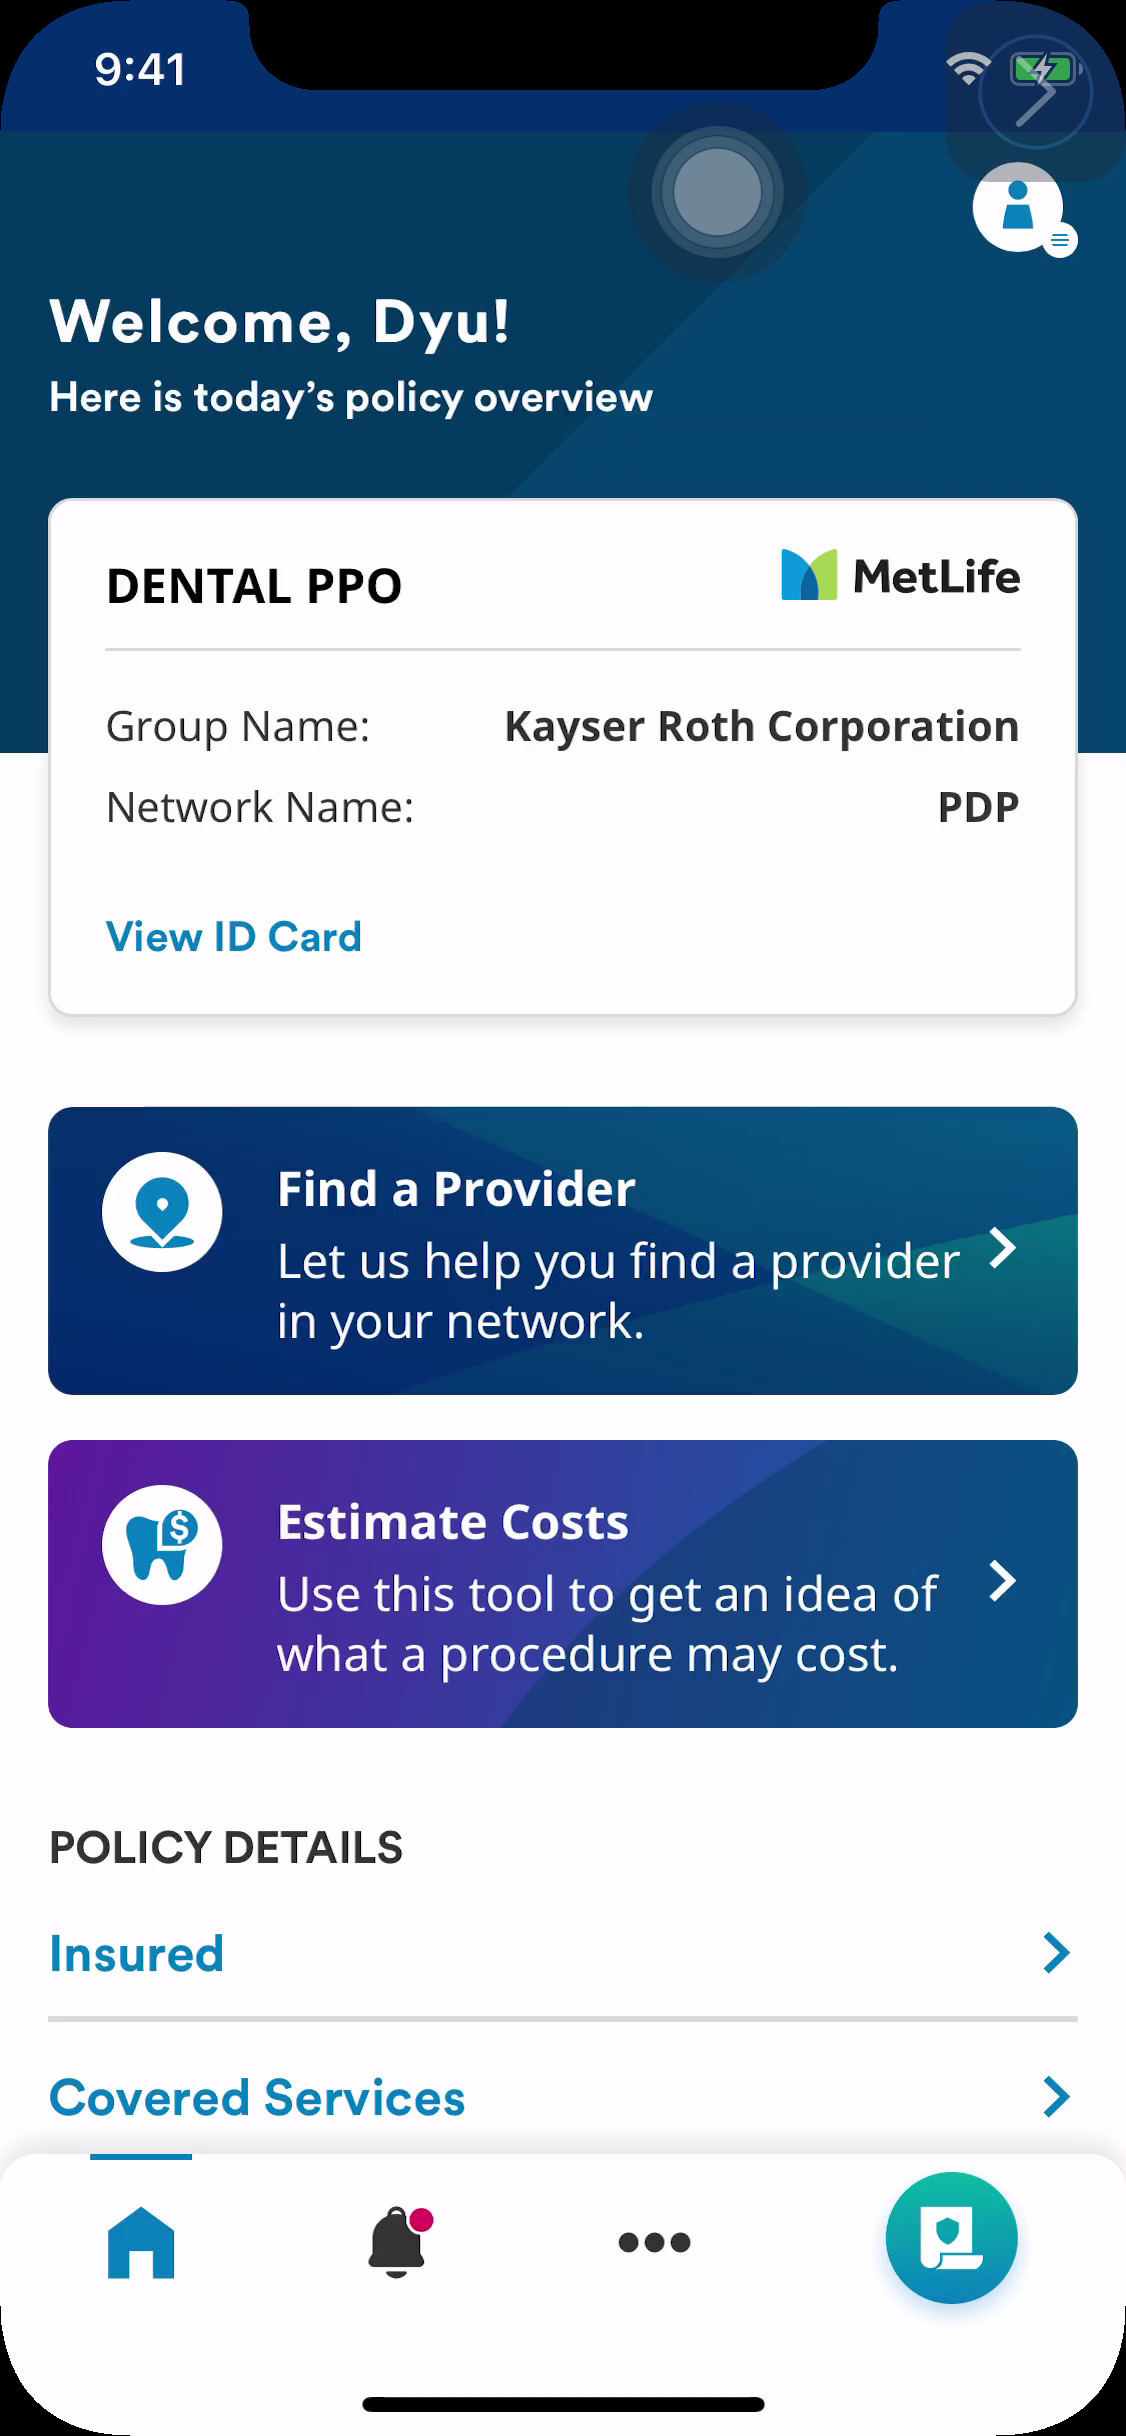 9:41
Welcome, Dyu!
Here is today’s policy overview
DENTAL PPO
MetLife
Group Name: Kayser Roth Corporation
Network Name: PDP
View ID Card
Find a Provider
Let us help you find a provider
in your network.
$
Estimate Costs
Use this tool to get an idea of
what a procedure may cost.
POLICY DETAILS
Insured
Covered Services